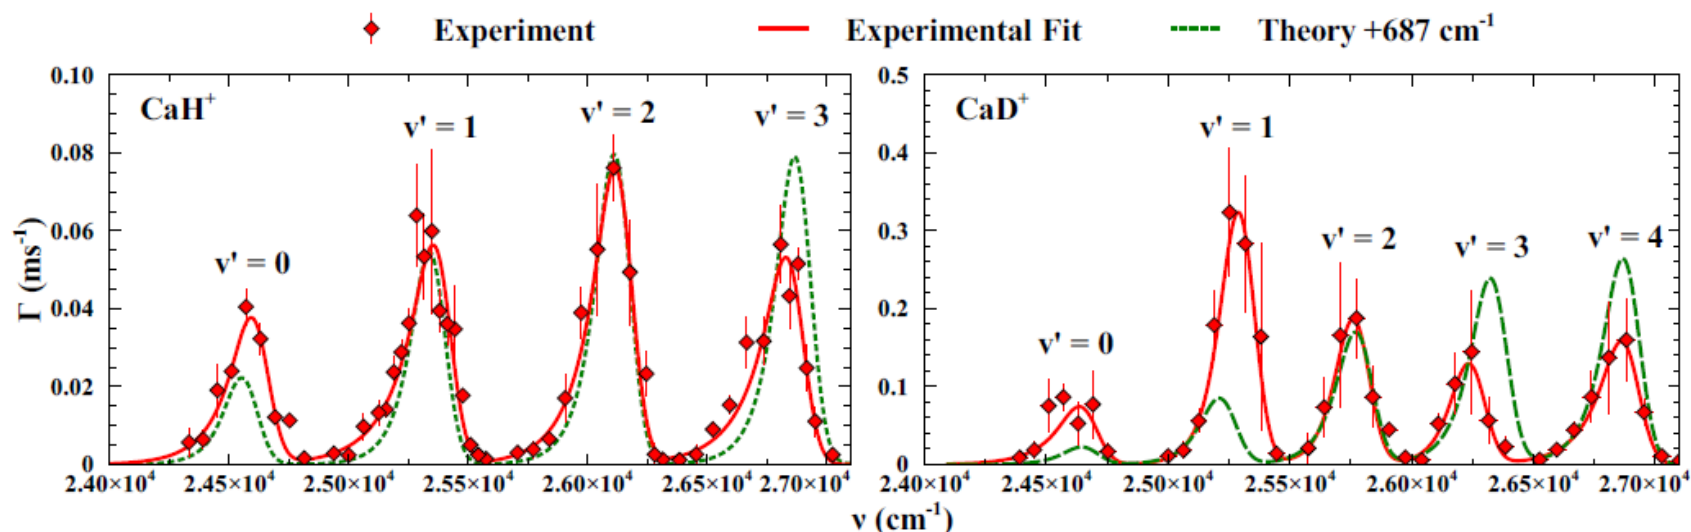 Experiment Experimental Fit Theory +687 cm⁻¹
CaH⁺
v' = 0
v' = 1
v' = 2
v' = 3
0.10
0.08
0.06
0.04
0.02
0
Γ (ms⁻¹)
2.40×10⁴ 2.45×10⁴ 2.50×10⁴ 2.55×10⁴ 2.60×10⁴ 2.65×10⁴ 2.70×10⁴
CaD⁺
v' = 0
v' = 1
v' = 2
v' = 3
v' = 4
0.5
0.4
0.3
0.2
0.1
0
2.40×10⁴ 2.45×10⁴ 2.50×10⁴ 2.55×10⁴ 2.60×10⁴ 2.65×10⁴ 2.70×10⁴
ν (cm⁻¹)